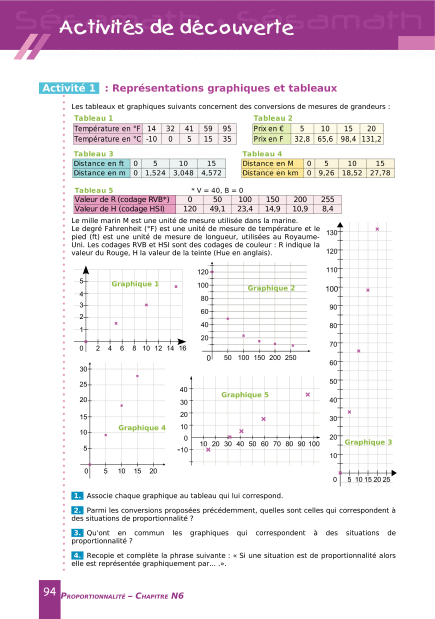 Sésamath Sésamath
Activités de découverte
Activité 1 : Représentations graphiques et tableaux
Les tableaux et graphiques suivants concernent des conversions de mesures de grandeurs :
Tableau 1
Température en °F 14 32 41 59 95
Température en °C -10 0 5 15 35
Tableau 2
Prix en € 5 10 15 20
Prix en F 32,8 65,6 98,4 131,2
Tableau 3
Distance en ft 0 5 10 15
Distance en m 0 1,524 3,048 4,572
Tableau 4
Distance en M 0 5 10 15
Distance en km 0 9,26 18,52 27,78
Tableau 5 * V = 40, B = 0
Valeur de R (codage RVB*) 0 50 100 150 200 255
Valeur de H (codage HSI) 120 49,1 23,4 14,9 10,9 8,4
Le mille marin M est une unité de mesure utilisée dans la marine.
Le degré Fahrenheit (°F) est une unité de mesure de température et le
pied (ft) est une unité de mesure de longueur, utilisées au Royaume-
Uni. Les codages RVB et HSI sont des codages de couleur : R indique la
valeur du Rouge, H la valeur de la teinte (Hue en anglais).
Graphique 1
5
4
3
2
1
0 2 4 6 8 10 12 14 16
Graphique 2
120
100
80
60
40
20
0 50 100 150 200 250
Graphique 3
130
120
110
100
90
80
70
60
50
40
30
20
10
0 5 10 15 20 25
Graphique 4
30
25
20
15
10
5
0 5 10 15 20
Graphique 5
40
30
20
10
0 10 20 30 40 50 60 70 80 90 100
-10
1. Associe chaque graphique au tableau qui lui correspond.
2. Parmi les conversions proposées précédemment, quelles sont celles qui correspondent à
des situations de proportionnalité ?
3. Qu'ont en commun les graphiques qui correspondent à des situations de
proportionnalité ?
4. Recopie et complète la phrase suivante : « Si une situation est de proportionnalité alors
elle est représentée graphiquement par... .».
94 Proportionnalité – Chapitre N6